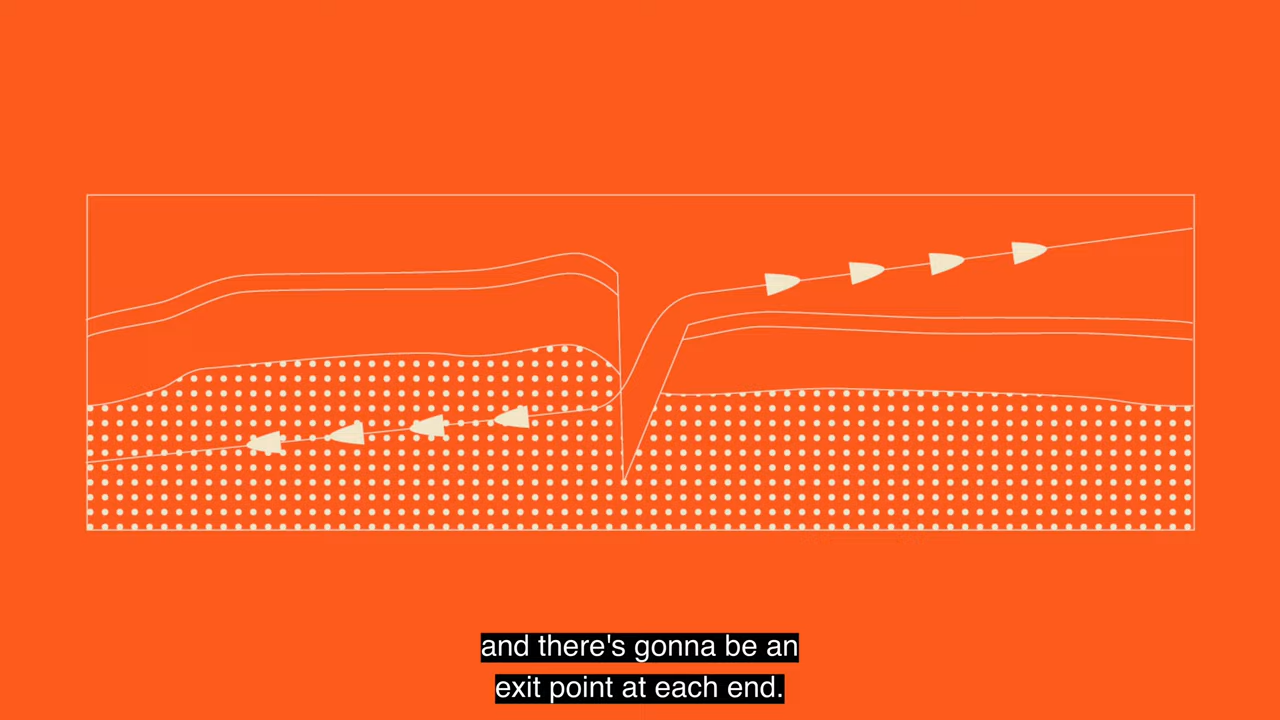 and there's gonna be an
exit point at each end.